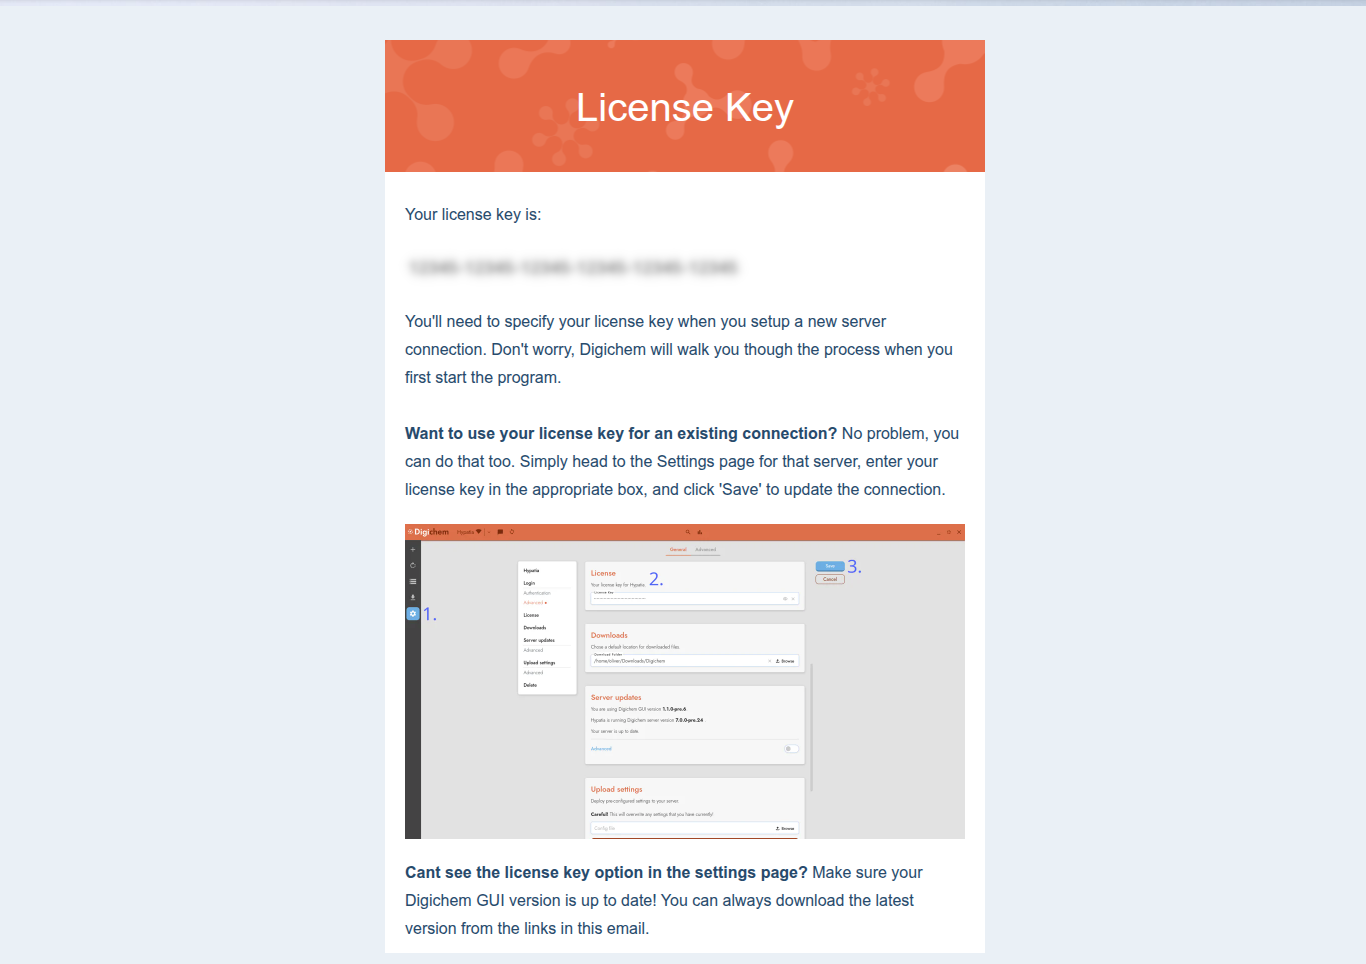 License Key
Your license key is:
12345-12345-12345-12345-12345-12345
You'll need to specify your license key when you setup a new server
connection. Don't worry, Digichem will walk you though the process when you
first start the program.
Want to use your license key for an existing connection? No problem, you
can do that too. Simply head to the Settings page for that server, enter your
license key in the appropriate box, and click 'Save' to update the connection.
Digichem Hypatia
General Advanced
1.
Hypatia
Login
Authentication
Advanced
License
Downloads
Server updates
Advanced
Upload settings
Advanced
Delete
License
Your license key for Hypatia. 2.
License Key
Downloads
Chose a default location for downloaded files.
Download Folder
/home/oliver/Downloads/Digichem Browse
Server updates
You are using Digichem GUI version 1.1.0-pre.6
Hypatia is running Digichem server version 7.0.0-pre.24
Your server is up to date.
Advanced
Upload settings
Deploy pre-configured settings to your server.
Careful! This will overwrite any settings that you have currently!
Config file Browse
Save 3.
Cancel
Cant see the license key option in the settings page? Make sure your
Digichem GUI version is up to date! You can always download the latest
version from the links in this email.